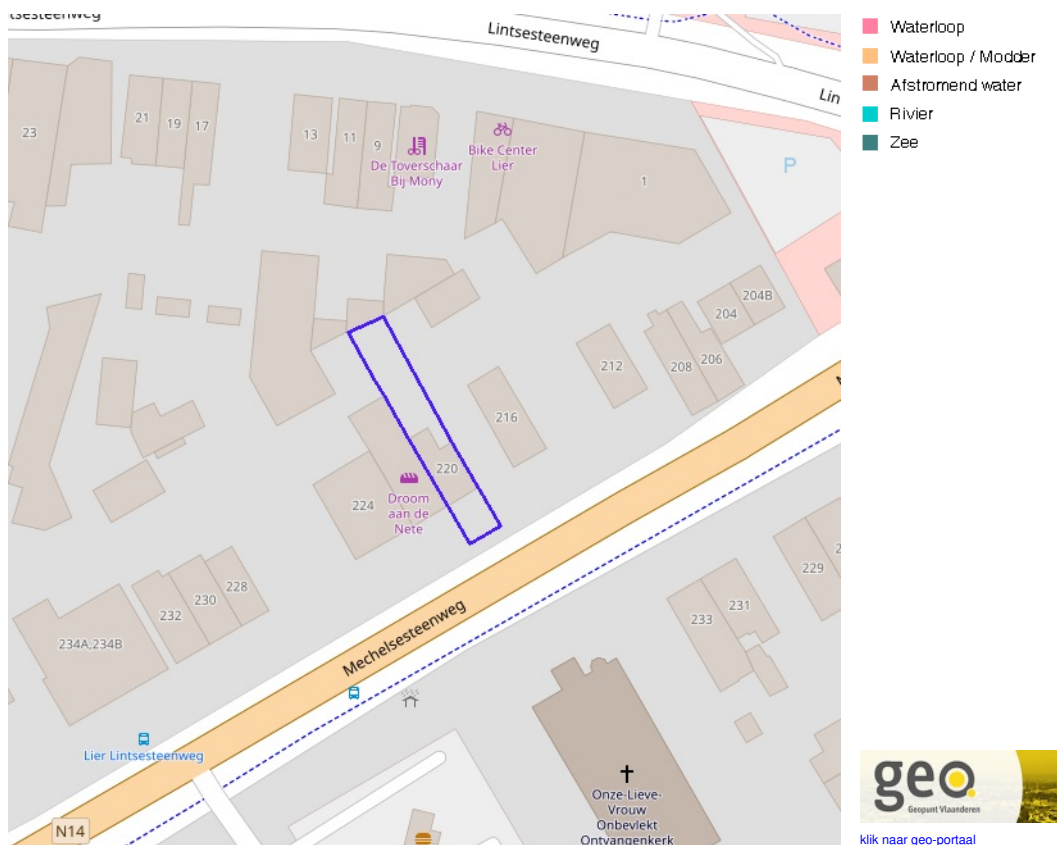 tsesteenweg
Lintsesteenweg
Lin
23
21
19
17
13
11
9
De Toverschaar
Bij Mony
Bike Center
Lier
1
P
204B
204
206
208
212
216
220
224
Droom
aan de
Nete
228
230
232
234A,234B
Mechelsesteenweg
229
231
233
Lier Lintsesteenweg
N14
Onze-Lieve-
Vrouw
Onbevlekt
Ontvangenkerk
Waterloop
Waterloop / Modder
Afstromend water
Rivier
Zee
geo
Geopunt Vlaanderen
klik naar geo-portaal